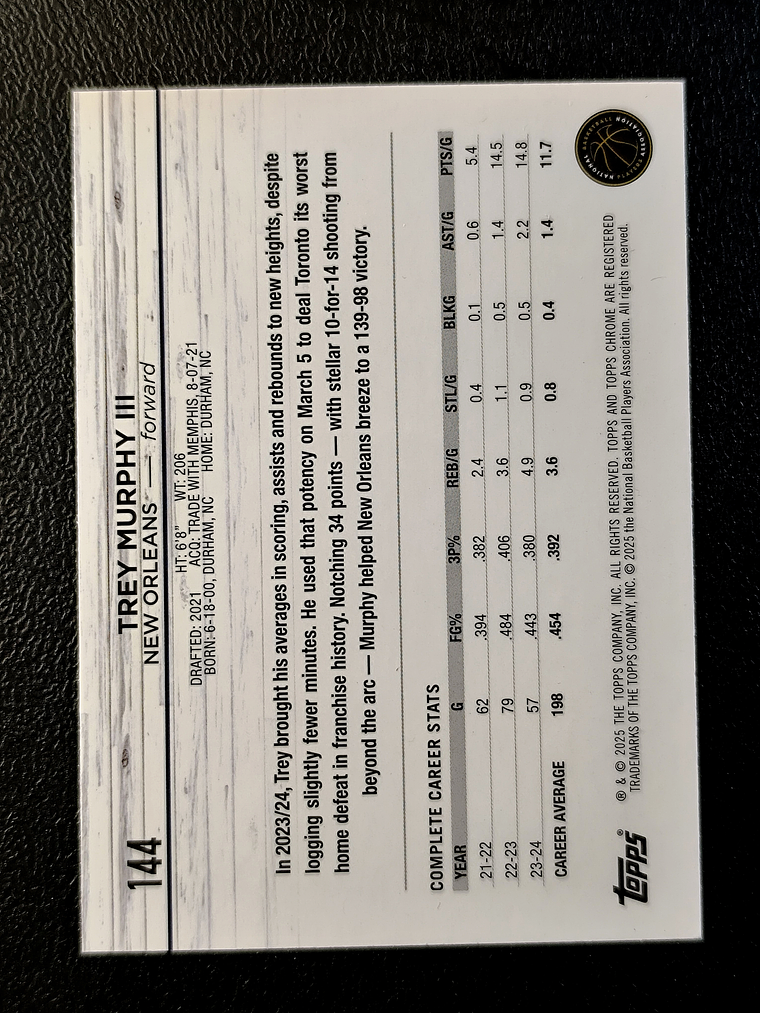 144
TREY MURPHY III
NEW ORLEANS — forward
HT: 6'8" WT: 206
DRAFTED: 2021 ACQ: TRADE WITH MEMPHIS, 8-07-21
BORN: 6-18-00, DURHAM, NC HOME: DURHAM, NC
In 2023/24, Trey brought his averages in scoring, assists and rebounds to new heights, despite
logging slightly fewer minutes. He used that potency on March 5 to deal Toronto its worst
home defeat in franchise history. Notching 34 points — with stellar 10-for-14 shooting from
beyond the arc — Murphy helped New Orleans breeze to a 139-98 victory.
COMPLETE CAREER STATS
YEAR G FG% 3P% REB/G STL/G BLKG AST/G PTS/G
21-22 62 .394 .382 2.4 0.4 0.1 0.6 5.4
22-23 79 .484 .406 3.6 1.1 0.5 1.4 14.5
23-24 57 .443 .380 4.9 0.9 0.5 2.2 14.8
CAREER AVERAGE 198 .454 .392 3.6 0.8 0.4 1.4 11.7
topps®
® & © 2025 THE TOPPS COMPANY, INC. ALL RIGHTS RESERVED. TOPPS AND TOPPS CHROME ARE REGISTERED
TRADEMARKS OF THE TOPPS COMPANY, INC. © 2025 the National Basketball Players Association. All rights reserved.
NATIONAL BASKETBALL PLAYERS ASSOCIATION